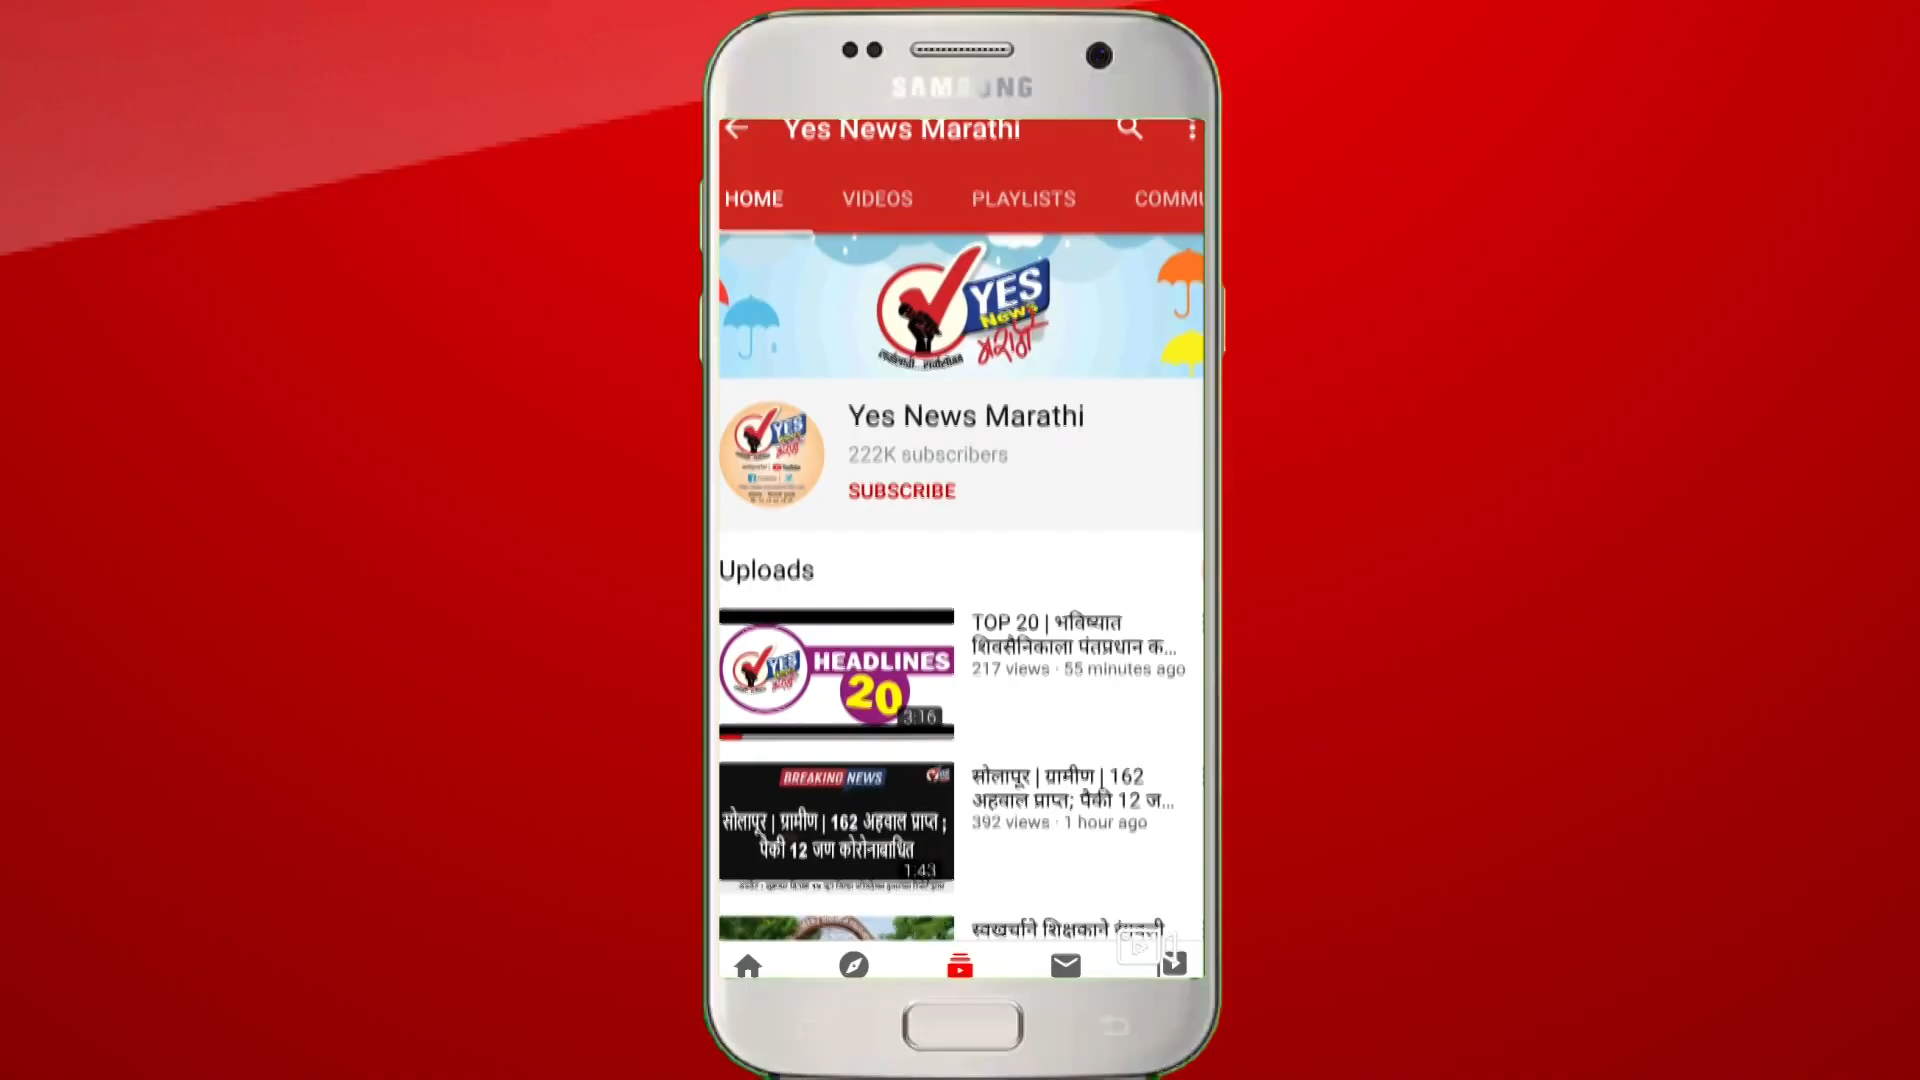 SAMSUNG
Yes News Marathi
HOME VIDEOS PLAYLISTS COMMU
YES
News
मराठी
Yes News Marathi
222K subscribers
SUBSCRIBE
Uploads
YES
HEADLINES
20
3:16
TOP 20 | भविष्यात
शिवसैनिकाला पंतप्रधान क...
217 views · 55 minutes ago
BREAKING NEWS
सोलापूर | ग्रामीण | 162 अहवाल प्राप्त ;
पैकी 12 जण कोरोनाबाधित
1:43
सोलापूर | ग्रामीण | 162
अहवाल प्राप्त; पैकी 12 ज...
392 views · 1 hour ago
स्वखर्चाने शिक्षकाने